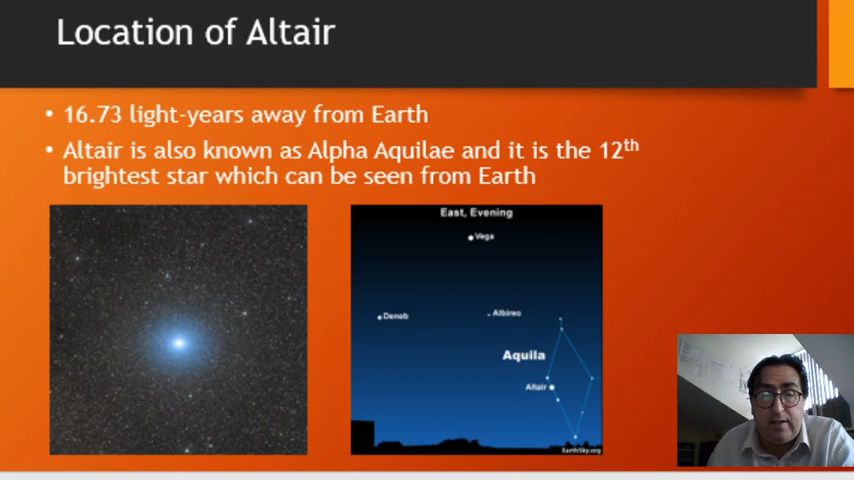 Location of Altair
• 16.73 light-years away from Earth
• Altair is also known as Alpha Aquilae and it is the 12th
brightest star which can be seen from Earth
East, Evening
Vega
Deneb
Albireo
Aquila
Altair
EarthSky.org